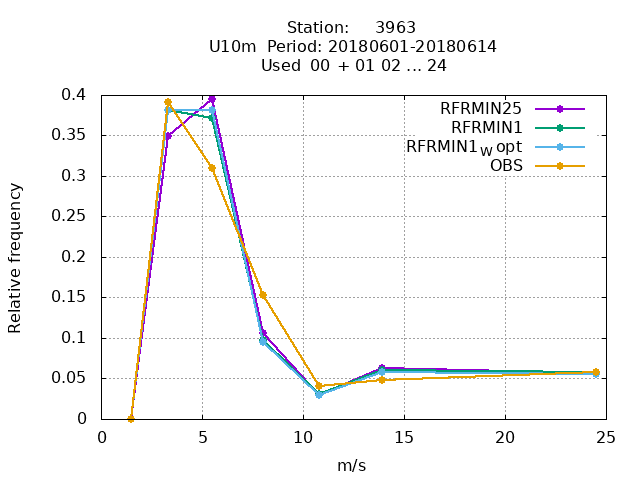 Station: 3963
U10m Period: 20180601-20180614
Used 00 + 01 02 ... 24
RFRMIN25
RFRMIN1
RFRMIN1_W opt
OBS
Relative frequency
0.4
0.35
0.3
0.25
0.2
0.15
0.1
0.05
0
0 5 10 15 20 25
m/s